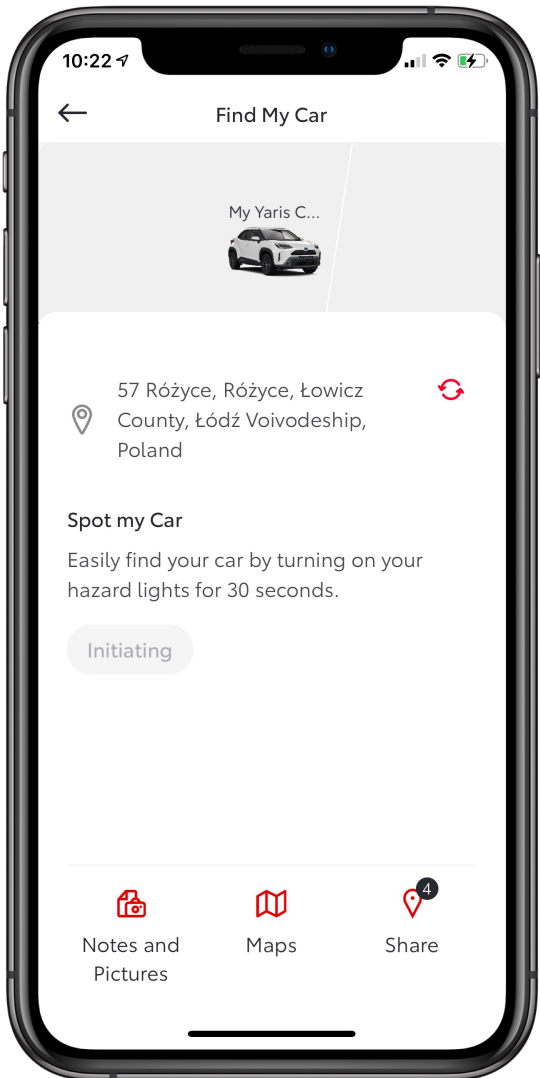 10:22
Find My Car
My Yaris C...
57 Różyce, Różyce, Łowicz
County, Łódź Voivodeship,
Poland
Spot my Car
Easily find your car by turning on your
hazard lights for 30 seconds.
Initiating
4
Notes and
Pictures
Maps
Share